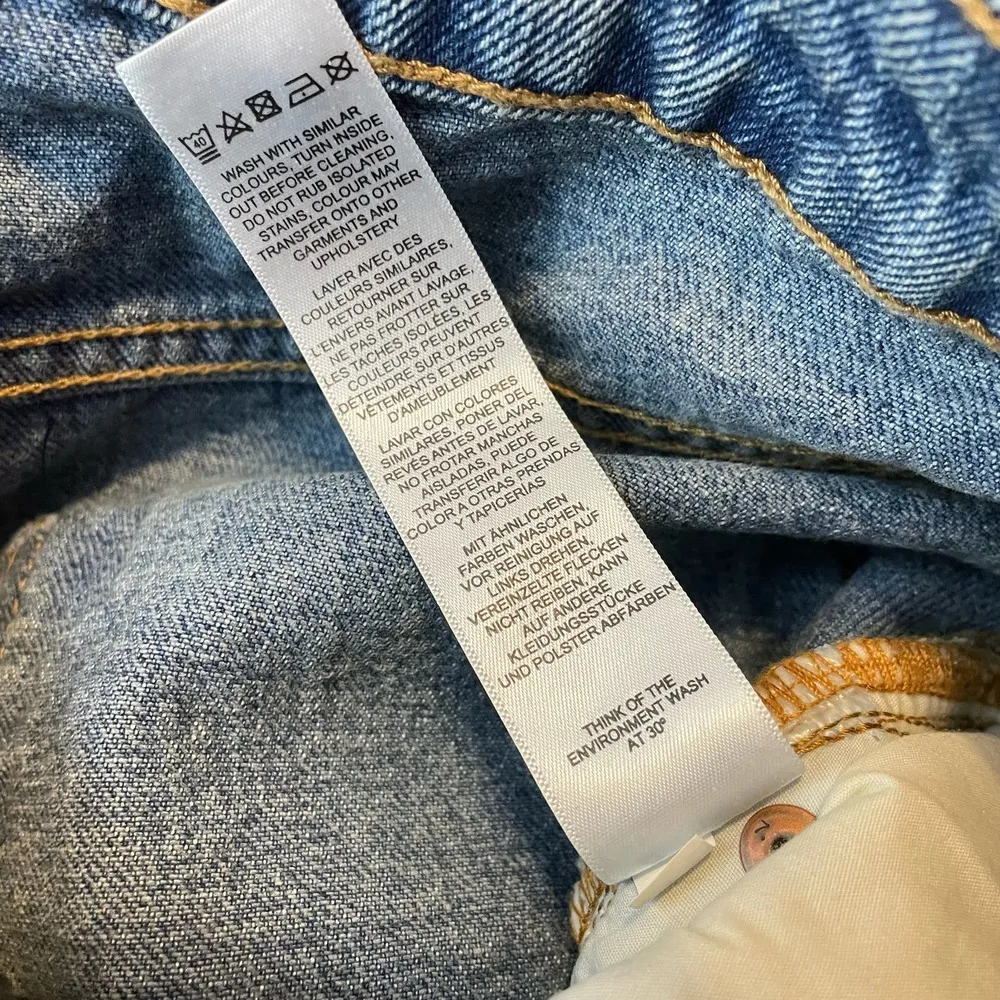 40
WASH WITH SIMILAR
COLOURS, TURN INSIDE
OUT BEFORE CLEANING,
DO NOT RUB ISOLATED
STAINS, COLOUR MAY
TRANSFER ONTO OTHER
GARMENTS AND
UPHOLSTERY
LAVER AVEC DES
COULEURS SIMILAIRES,
RETOURNER SUR
L'ENVERS AVANT LAVAGE,
NE PAS FROTTER SUR
LES TACHES ISOLÉES, LES
COULEURS PEUVENT
DETEINDRE SUR D'AUTRES
VÊTEMENTS ET TISSUS
D'AMEUBLEMENT
LAVAR CON COLORES
SIMILARES, PONER DEL
REVÉS ANTES DE LAVAR,
NO FROTAR MANCHAS
AISLADAS, PUEDE
TRANSFERIR ALGO DE
COLOR A OTRAS PRENDAS
Y TAPICERIAS
MIT ÄHNLICHEN
FARBEN WASCHEN,
VOR REINIGUNG AUF
LINKS DREHEN,
VEREINZELTE FLECKEN
NICHT REIBEN, KANN
AUF ANDERE
KLEIDUNGSSTÜCKE
UND POLSTER ABFÄRBEN
THINK OF THE
ENVIRONMENT WASH
AT 30°
7